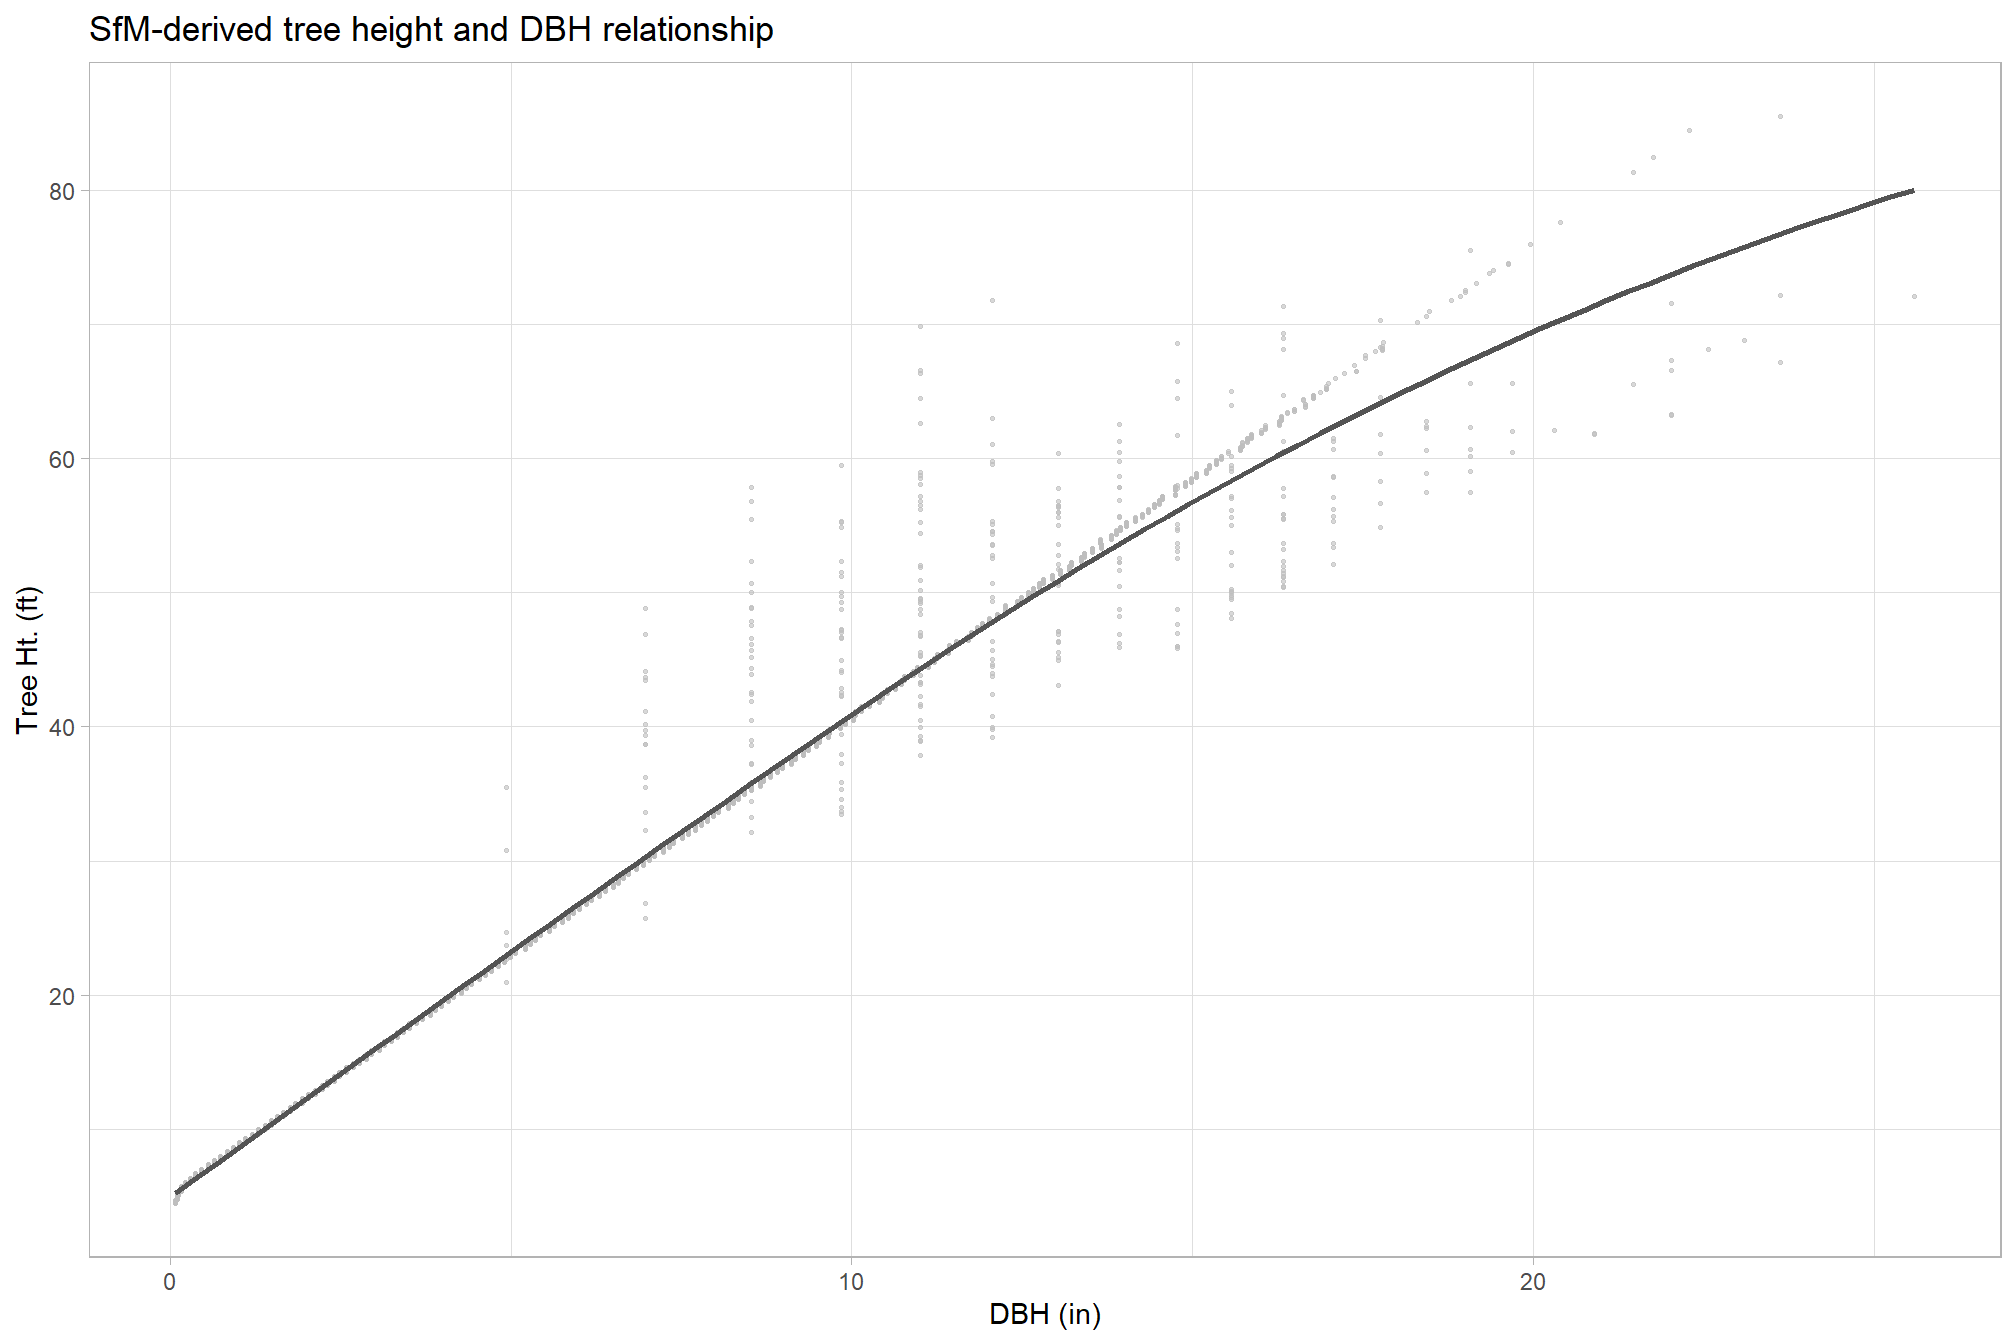 SfM-derived tree height and DBH relationship
80
60
40
20
Tree Ht. (ft)
0
10
20
DBH (in)